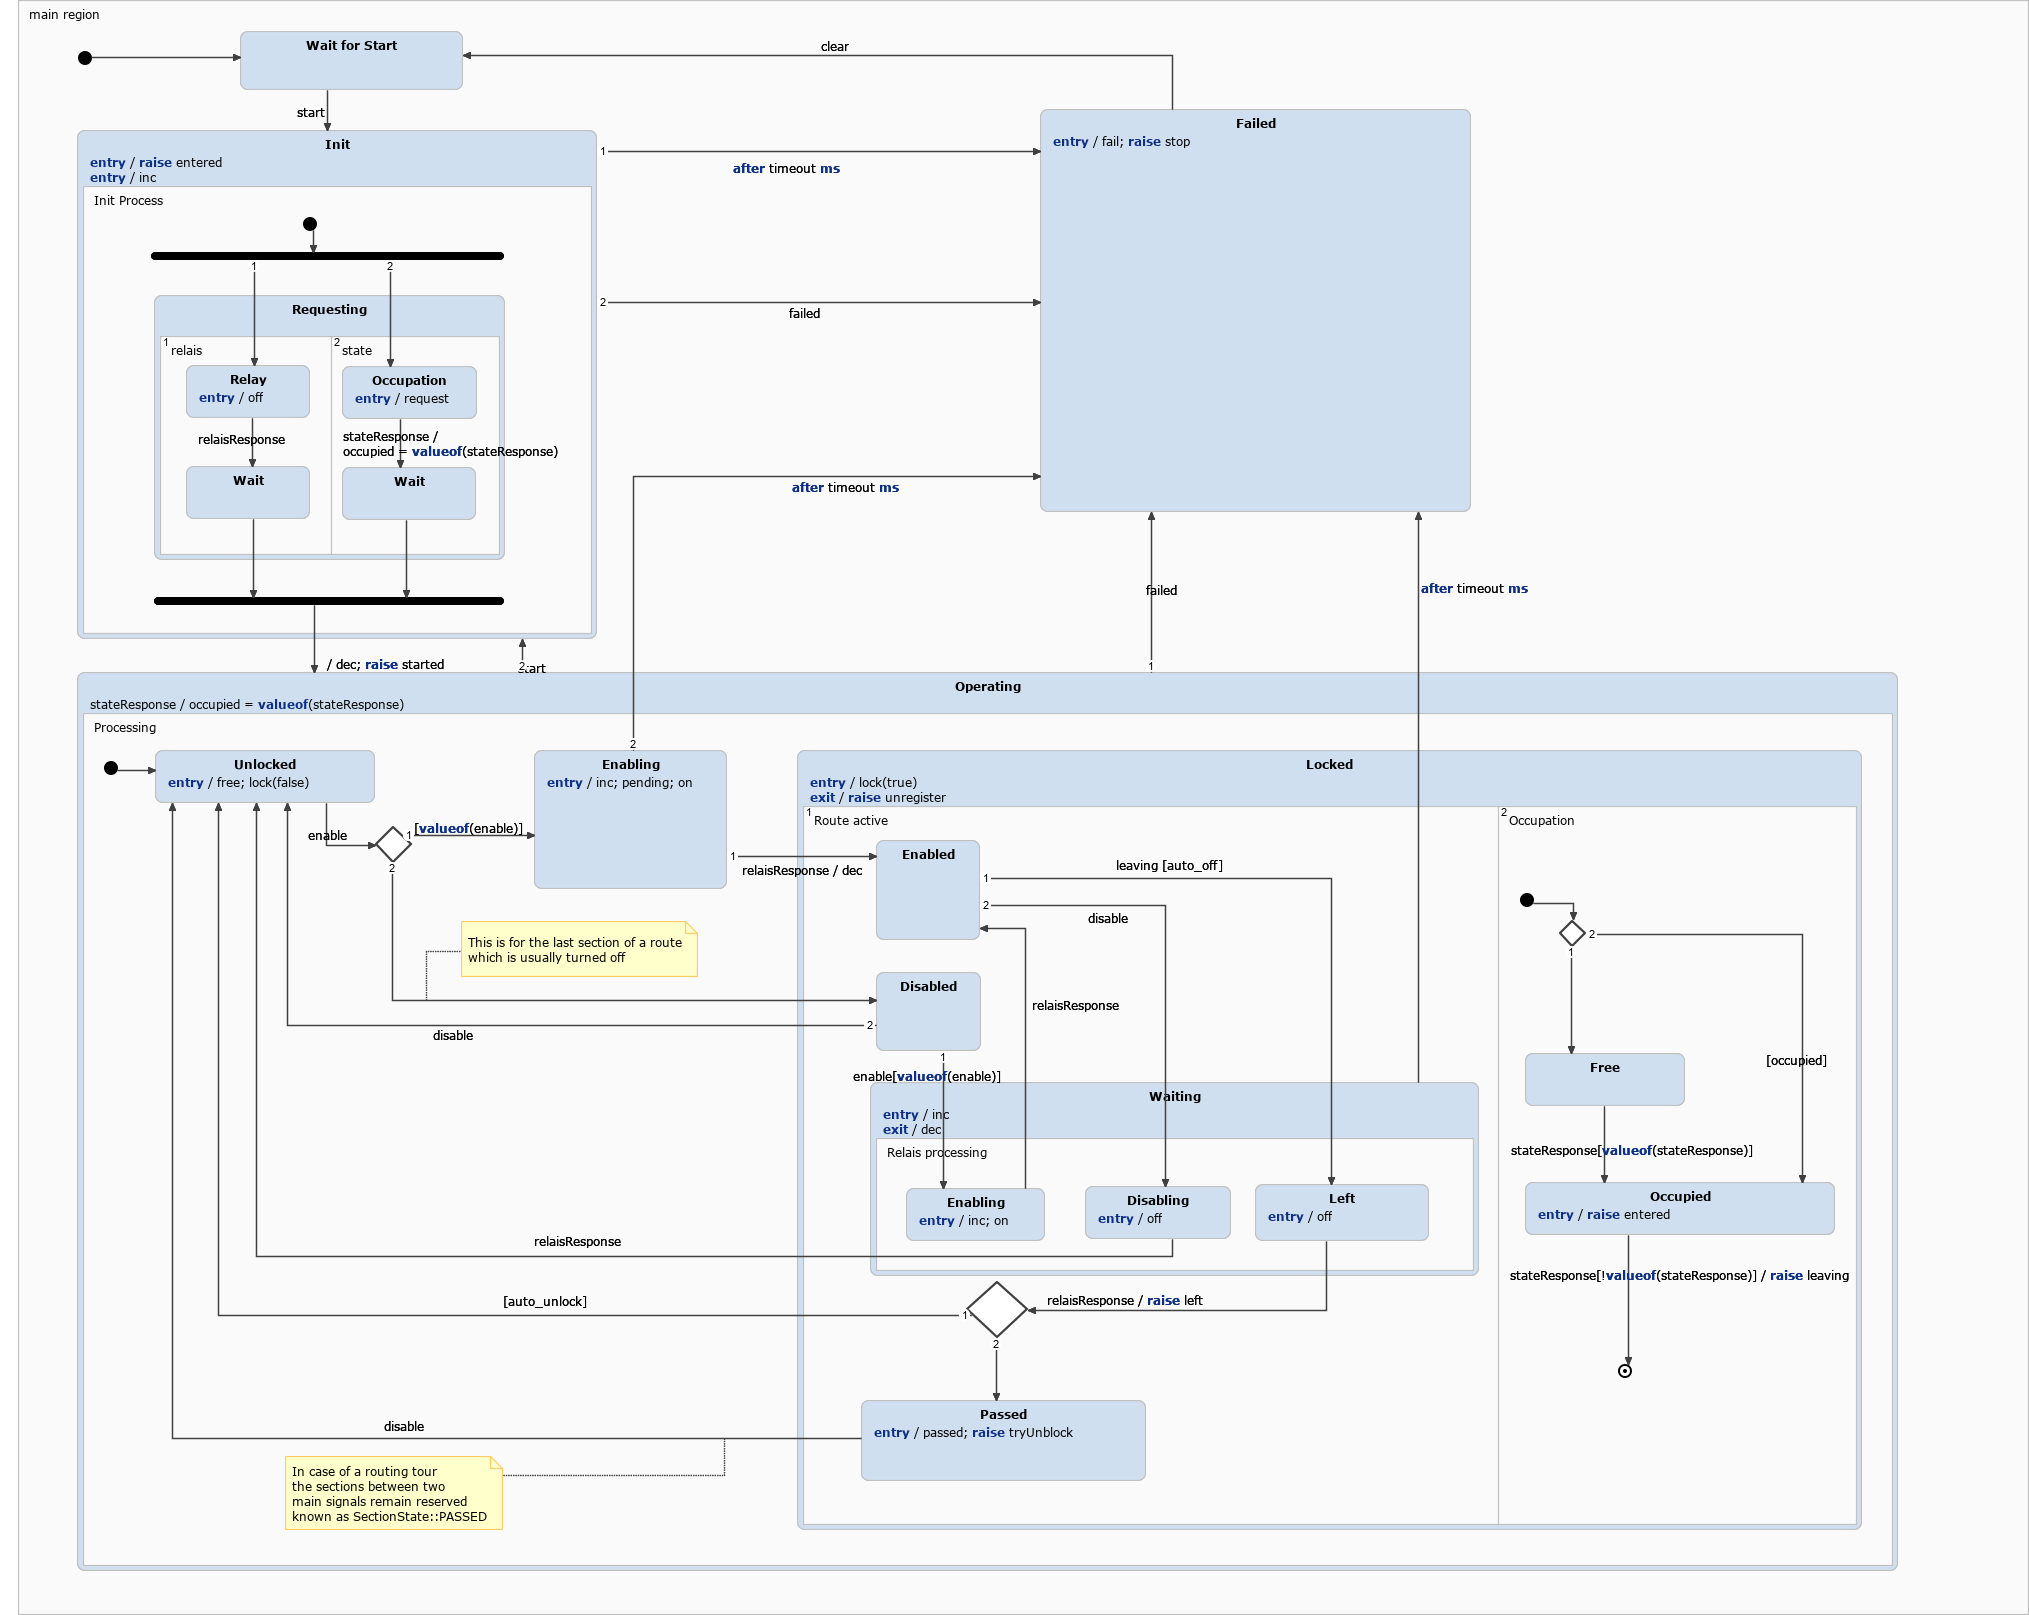 main region
Wait for Start
clear
start
Failed
entry / fail; raise stop
Init
entry / raise entered
entry / inc
1
after timeout ms
Init Process
1
2
Requesting
2
failed
1
relais
2
state
Relay
entry / off
Occupation
entry / request
relaisResponse
stateResponse /
occupied = valueof(stateResponse)
Wait
Wait
after timeout ms
failed
after timeout ms
/ dec; raise started
2
start
1
Operating
stateResponse / occupied = valueof(stateResponse)
Processing
2
Unlocked
entry / free; lock(false)
Enabling
entry / inc; pending; on
Locked
entry / lock(true)
exit / raise unregister
1
Route active
2
Occupation
enable
1
[valueof(enable)]
2
1
relaisResponse / dec
Enabled
1
leaving [auto_off]
2
disable
2
1
This is for the last section of a route
which is usually turned off
Disabled
relaisResponse
2
disable
1
enable[valueof(enable)]
[occupied]
Free
Waiting
entry / inc
exit / dec
Relais processing
stateResponse[valueof(stateResponse)]
Enabling
entry / inc; on
Disabling
entry / off
Left
entry / off
Occupied
entry / raise entered
relaisResponse
stateResponse[!valueof(stateResponse)] / raise leaving
[auto_unlock]
1
relaisResponse / raise left
2
Passed
entry / passed; raise tryUnblock
disable
In case of a routing tour
the sections between two
main signals remain reserved
known as SectionState::PASSED